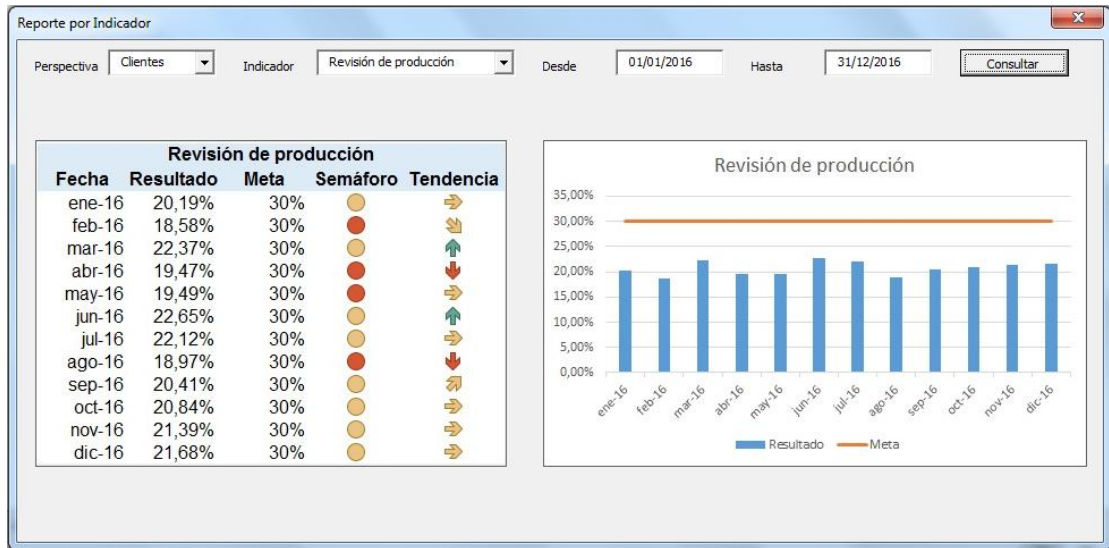 Reporte por Indicador
Perspectiva Clientes Indicador Revisión de producción Desde 01/01/2016 Hasta 31/12/2016 Consultar
Revisión de producción
Fecha Resultado Meta Semáforo Tendencia
ene-16 20,19% 30%
feb-16 18,58% 30%
mar-16 22,37% 30%
abr-16 19,47% 30%
may-16 19,49% 30%
jun-16 22,65% 30%
jul-16 22,12% 30%
ago-16 18,97% 30%
sep-16 20,41% 30%
oct-16 20,84% 30%
nov-16 21,39% 30%
dic-16 21,68% 30%
Revisión de producción
35,00%
30,00%
25,00%
20,00%
15,00%
10,00%
5,00%
0,00%
ene-16 feb-16 mar-16 abr-16 may-16 jun-16 jul-16 ago-16 sep-16 oct-16 nov-16 dic-16
Resultado Meta